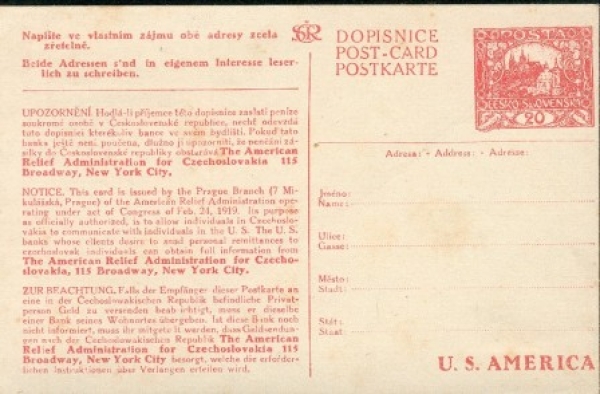 Napište ve vlastním zájmu obě adresy zcela
zřetelně.
Beide Adressen s'nd in eigenem Interesse leser-
lich zu schreiben.
UPOZORNĚNÍ. Hodlá-li příjemce této dopisnice zaslati peníze
soukromé osobě v Československé republice, nechť odevzdá
tuto dopisnici kterékoliv bance ve svém bydlišti. Pokud tato
banka ještě není poučena, dlužno ji upozorniti, že peněžní zá-
silky do Československé republiky obstarává The American
Relief Administration for Czechoslovakia 115
Broadway, New York City.
NOTICE. This card is issued by the Prague Branch (7 Mi-
kulášská, Prague) of the American Relief Administration ope-
rating under act of Congress of Feb. 24, 1919. Its purpose
as officially authorized, is to allow individuals in Czechoslo-
vakia to communicate with individuals in the U. S. The U. S.
banks whose clients desire to send personal remittances to
czechoslovak individuals can obtain full information from
The American Relief Administration for Czecho-
slovakia, 115 Broadway, New York City.
ZUR BEACHTUNG. Falls der Empfänger dieser Postkarte an
eine in der Čechoslowakischen Republik befindliche Privat-
person Geld zu versenden beabsichtigt, muss er dieselbe
einer Bank seines Wohnortes übergeben. Ist diese Bank noch
nicht informiert, muss ihr mitgeteilt werden, dass Geldsendun-
gen nach der Čechoslowakischen Republik The American
Relief Administration for Czechoslovakia 115
Broadway, New York City besorgt, welche die erforder-
lichen Instruktionen über Verlangen erteilen wird.
ČSR
DOPISNICE
POST-CARD
POSTKARTE
POŠTA
ČESKO-SLOVENSKÁ
20
Adresa: - Address: - Adreize:
Jméno:
Name:
Ulice:
Gasse:
Město:
Stadt:
Stát:
Staat:
U. S. AMERICA